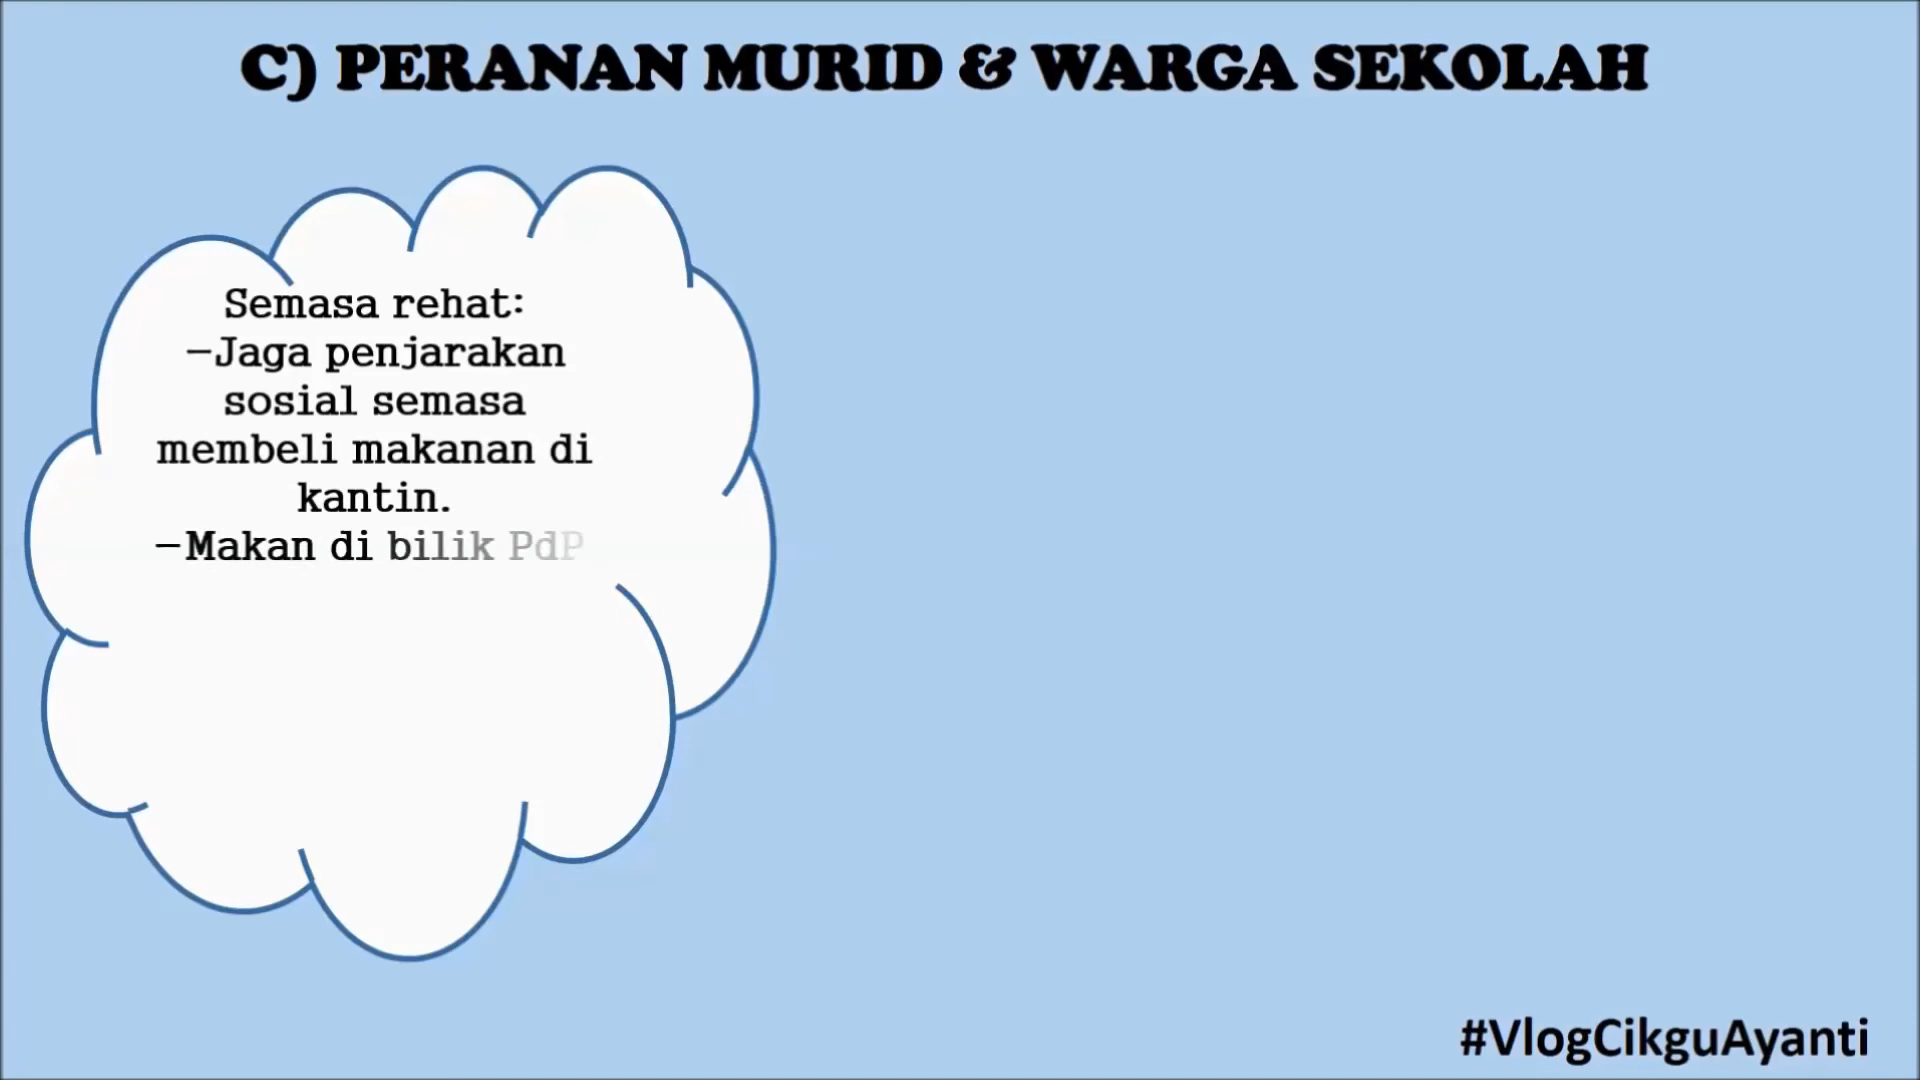 C) PERANAN MURID & WARGA SEKOLAH
Semasa rehat:
-Jaga penjarakan
sosial semasa
membeli makanan di
kantin.
-Makan di bilik PdP
#VlogCikguAyanti